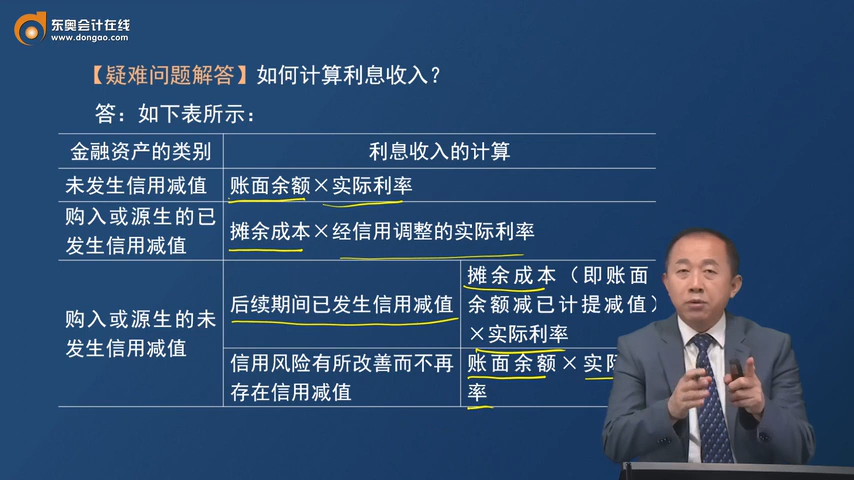 东奥会计在线
www.dongao.com
【疑难问题解答】如何计算利息收入？
答：如下表所示：
金融资产的类别
利息收入的计算
未发生信用减值
账面余额×实际利率
购入或源生的已
发生信用减值
摊余成本×经信用调整的实际利率
购入或源生的未
发生信用减值
后续期间已发生信用减值
摊余成本（即账面
余额减已计提减值）
×实际利率
信用风险有所改善而不再
存在信用减值
账面余额×实
率